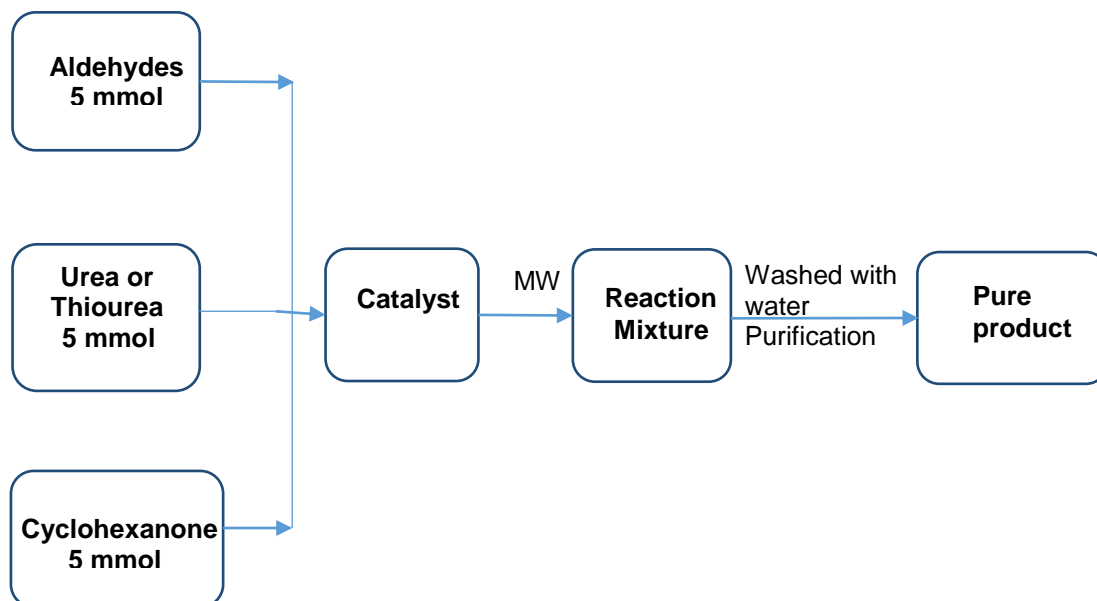 Aldehydes
5 mmol
Urea or
Thiourea
5 mmol
Cyclohexanone
5 mmol
Catalyst
MW
Reaction
Mixture
Washed with
water
Purification
Pure
product